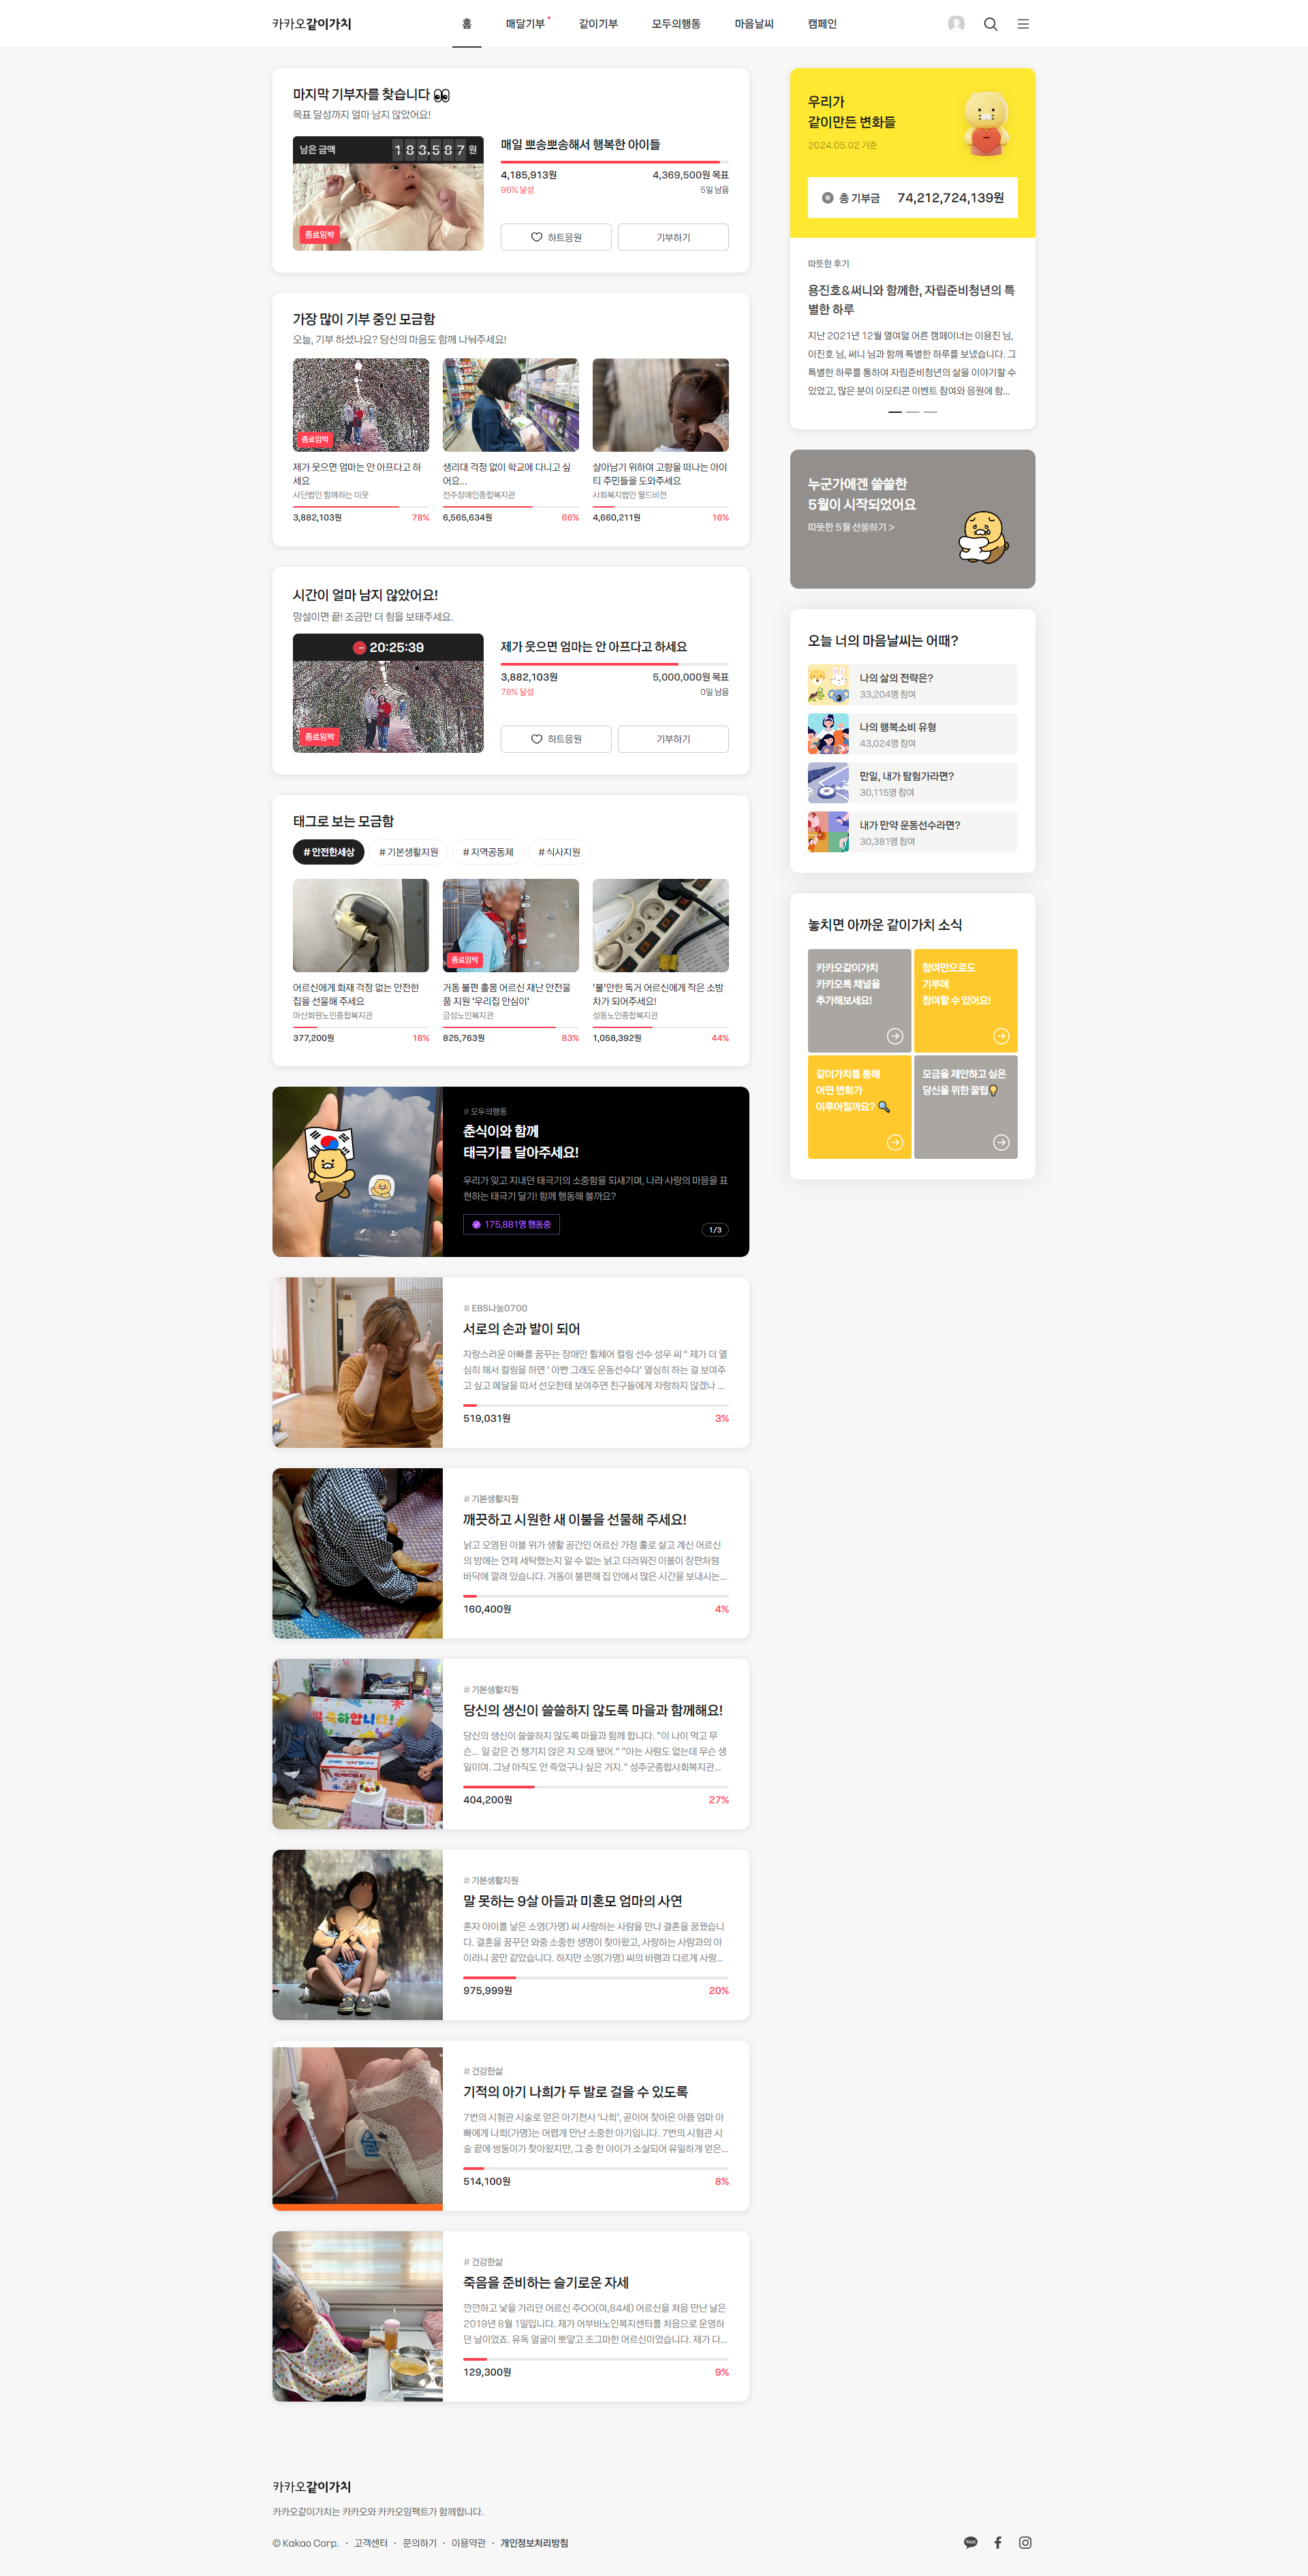 카카오같이가치
홈
매달기부
같이기부
모두의행동
마음날씨
캠페인
마지막 기부자를 찾습니다
목표 달성까지 얼마 남지 않았어요!
남은 금액 183,587 원
종료임박
매일 뽀송뽀송해서 행복한 아이들
4,185,913원 4,369,500원 목표
96% 달성 5일 남음
하트응원 기부하기
가장 많이 기부 중인 모금함
오늘, 기부 하셨나요? 당신의 마음도 함께 나눠주세요!
종료임박
제가 웃으면 엄마는 안 아프다고 하
세요
사단법인 함께하는 이웃
3,882,103원 78%
생리대 걱정 없이 학교에 다니고 싶
어요...
전주장애인종합복지관
6,565,634원 66%
살아남기 위하여 고향을 떠나는 아이
티 주민들을 도와주세요
사회복지법인 월드비전
4,660,211원 16%
시간이 얼마 남지 않았어요!
망설이면 끝! 조금만 더 힘을 보태주세요.
20:25:39
종료임박
제가 웃으면 엄마는 안 아프다고 하세요
3,882,103원 5,000,000원 목표
78% 달성 0일 남음
하트응원 기부하기
태그로 보는 모금함
# 안전한세상 # 기본생활지원 # 지역공동체 # 식사지원
어르신에게 화재 걱정 없는 안전한
집을 선물해 주세요
마산회원노인종합복지관
377,200원 18%
종료임박
거동 불편 홀몸 어르신 재난 안전물
품 지원 '우리집 안심이'
금성노인복지관
825,763원 83%
'불'안한 독거 어르신에게 작은 소방
차가 되어주세요!
성동노인종합복지관
1,058,392원 44%
# 모두의행동
춘식이와 함께
태극기를 달아주세요!
우리가 잊고 지내던 태극기의 소중함을 되새기며, 나라 사랑의 마음을 표
현하는 태극기 달기! 함께 행동해 볼까요?
175,881명 행동중
1/3
# EBS나눔0700
서로의 손과 발이 되어
자랑스러운 아빠를 꿈꾸는 장애인 휠체어 컬링 선수 성우 씨 " 제가 더 열
심히 해서 컬링을 하면 ' 아빤 그래도 운동선수다' 열심히 하는 걸 보여주
고 싶고 메달을 따서 선오한테 보여주면 친구들에게 자랑하지 않겠나 ...
519,031원 3%
# 기본생활지원
깨끗하고 시원한 새 이불을 선물해 주세요!
낡고 오염된 이불 위가 생활 공간인 어르신 가정 홀로 살고 계신 어르신
의 방에는 언제 세탁했는지 알 수 없는 낡고 더러워진 이불이 장판처럼
바닥에 깔려 있습니다. 거동이 불편해 집 안에서 많은 시간을 보내시는...
160,400원 4%
축하합니다!
# 기본생활지원
당신의 생신이 쓸쓸하지 않도록 마을과 함께해요!
당신의 생신이 쓸쓸하지 않도록 마을과 함께 합니다. "이 나이 먹고 무
슨... 일 같은 건 챙기지 않은 지 오래 됐어." "아는 사람도 없는데 무슨 생
일이여. 그냥 아직도 안 죽었구나 싶은 거지." 성주군종합사회복지관...
404,200원 27%
# 기본생활지원
말 못하는 9살 아들과 미혼모 엄마의 사연
혼자 아이를 낳은 소영(가명) 씨 사랑하는 사람을 만나 결혼을 꿈꿨습니
다. 결혼을 꿈꾸던 와중 소중한 생명이 찾아왔고, 사랑하는 사람과의 아
이라니 꿈만 같았습니다. 하지만 소영(가명) 씨의 바램과 다르게 사랑...
975,999원 20%
# 건강한삶
기적의 아기 나희가 두 발로 걸을 수 있도록
7번의 시험관 시술로 얻은 아기천사 '나희', 곧이어 찾아온 아픔 엄마 아
빠에게 나희(가명)는 어렵게 만난 소중한 아기입니다. 7번의 시험관 시
술 끝에 쌍둥이가 찾아왔지만, 그 중 한 아이가 소실되어 유일하게 얻은...
514,100원 8%
# 건강한삶
죽음을 준비하는 슬기로운 자세
깐깐하고 낯을 가리던 어르신 주OO(여,84세) 어르신을 처음 만난 날은
2019년 8월 1일입니다. 제가 어부바노인복지센터를 처음으로 운영하
던 날이었죠. 유독 얼굴이 뽀얗고 조그마한 어르신이었습니다. 제가 다...
129,300원 9%
우리가
같이만든 변화들
2024.05.02 기준
총 기부금 74,212,724,139원
따뜻한 후기
용진호&써니와 함께한, 자립준비청년의 특
별한 하루
지난 2021년 12월 열여덟 어른 캠페이너는 이용진 님,
이진호 님, 써니 님과 함께 특별한 하루를 보냈습니다. 그
특별한 하루를 통하여 자립준비청년의 삶을 이야기할 수
있었고, 많은 분이 이모티콘 이벤트 참여와 응원에 함...
누군가에겐 쓸쓸한
5월이 시작되었어요
따뜻한 5월 선물하기 >
오늘 너의 마음날씨는 어때?
나의 삶의 전략은?
33,204명 참여
나의 행복소비 유형
43,024명 참여
만일, 내가 탐험가라면?
30,115명 참여
내가 만약 운동선수라면?
30,381명 참여
놓치면 아까운 같이가치 소식
카카오같이가치
카카오톡 채널을
추가해보세요!
참여만으로도
기부에
참여할 수 있어요!
같이가치를 통해
어떤 변화가
이루어질까요?
모금을 제안하고 싶은
당신을 위한 꿀팁
카카오같이가치
카카오같이가치는 카카오와 카카오임팩트가 함께합니다.
© Kakao Corp. · 고객센터 · 문의하기 · 이용약관 · 개인정보처리방침
TALK